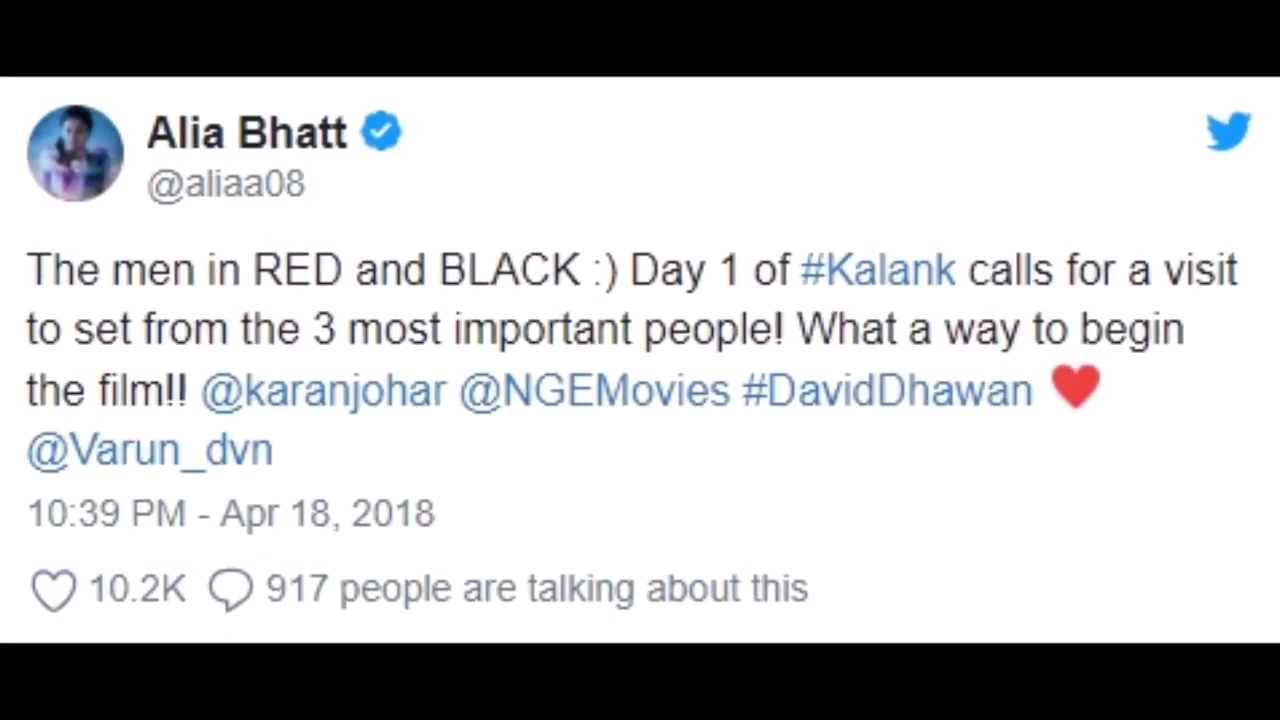 Alia Bhatt
@aliaa08
The men in RED and BLACK :) Day 1 of #Kalank calls for a visit
to set from the 3 most important people! What a way to begin
the film!! @karanjohar @NGEMovies #DavidDhawan ❤️
@Varun_dvn
10:39 PM - Apr 18, 2018
10.2K 917 people are talking about this